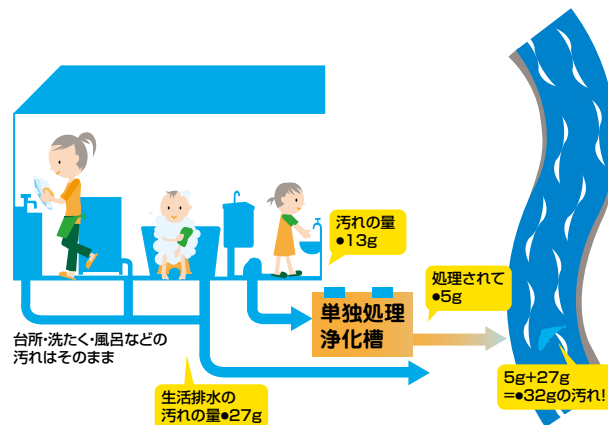 汚れの量
●13g
処理されて
●5g
単独処理
浄化槽
台所・洗たく・風呂などの
汚れはそのまま
生活排水の
汚れの量●27g
5g+27g
=●32gの汚れ!